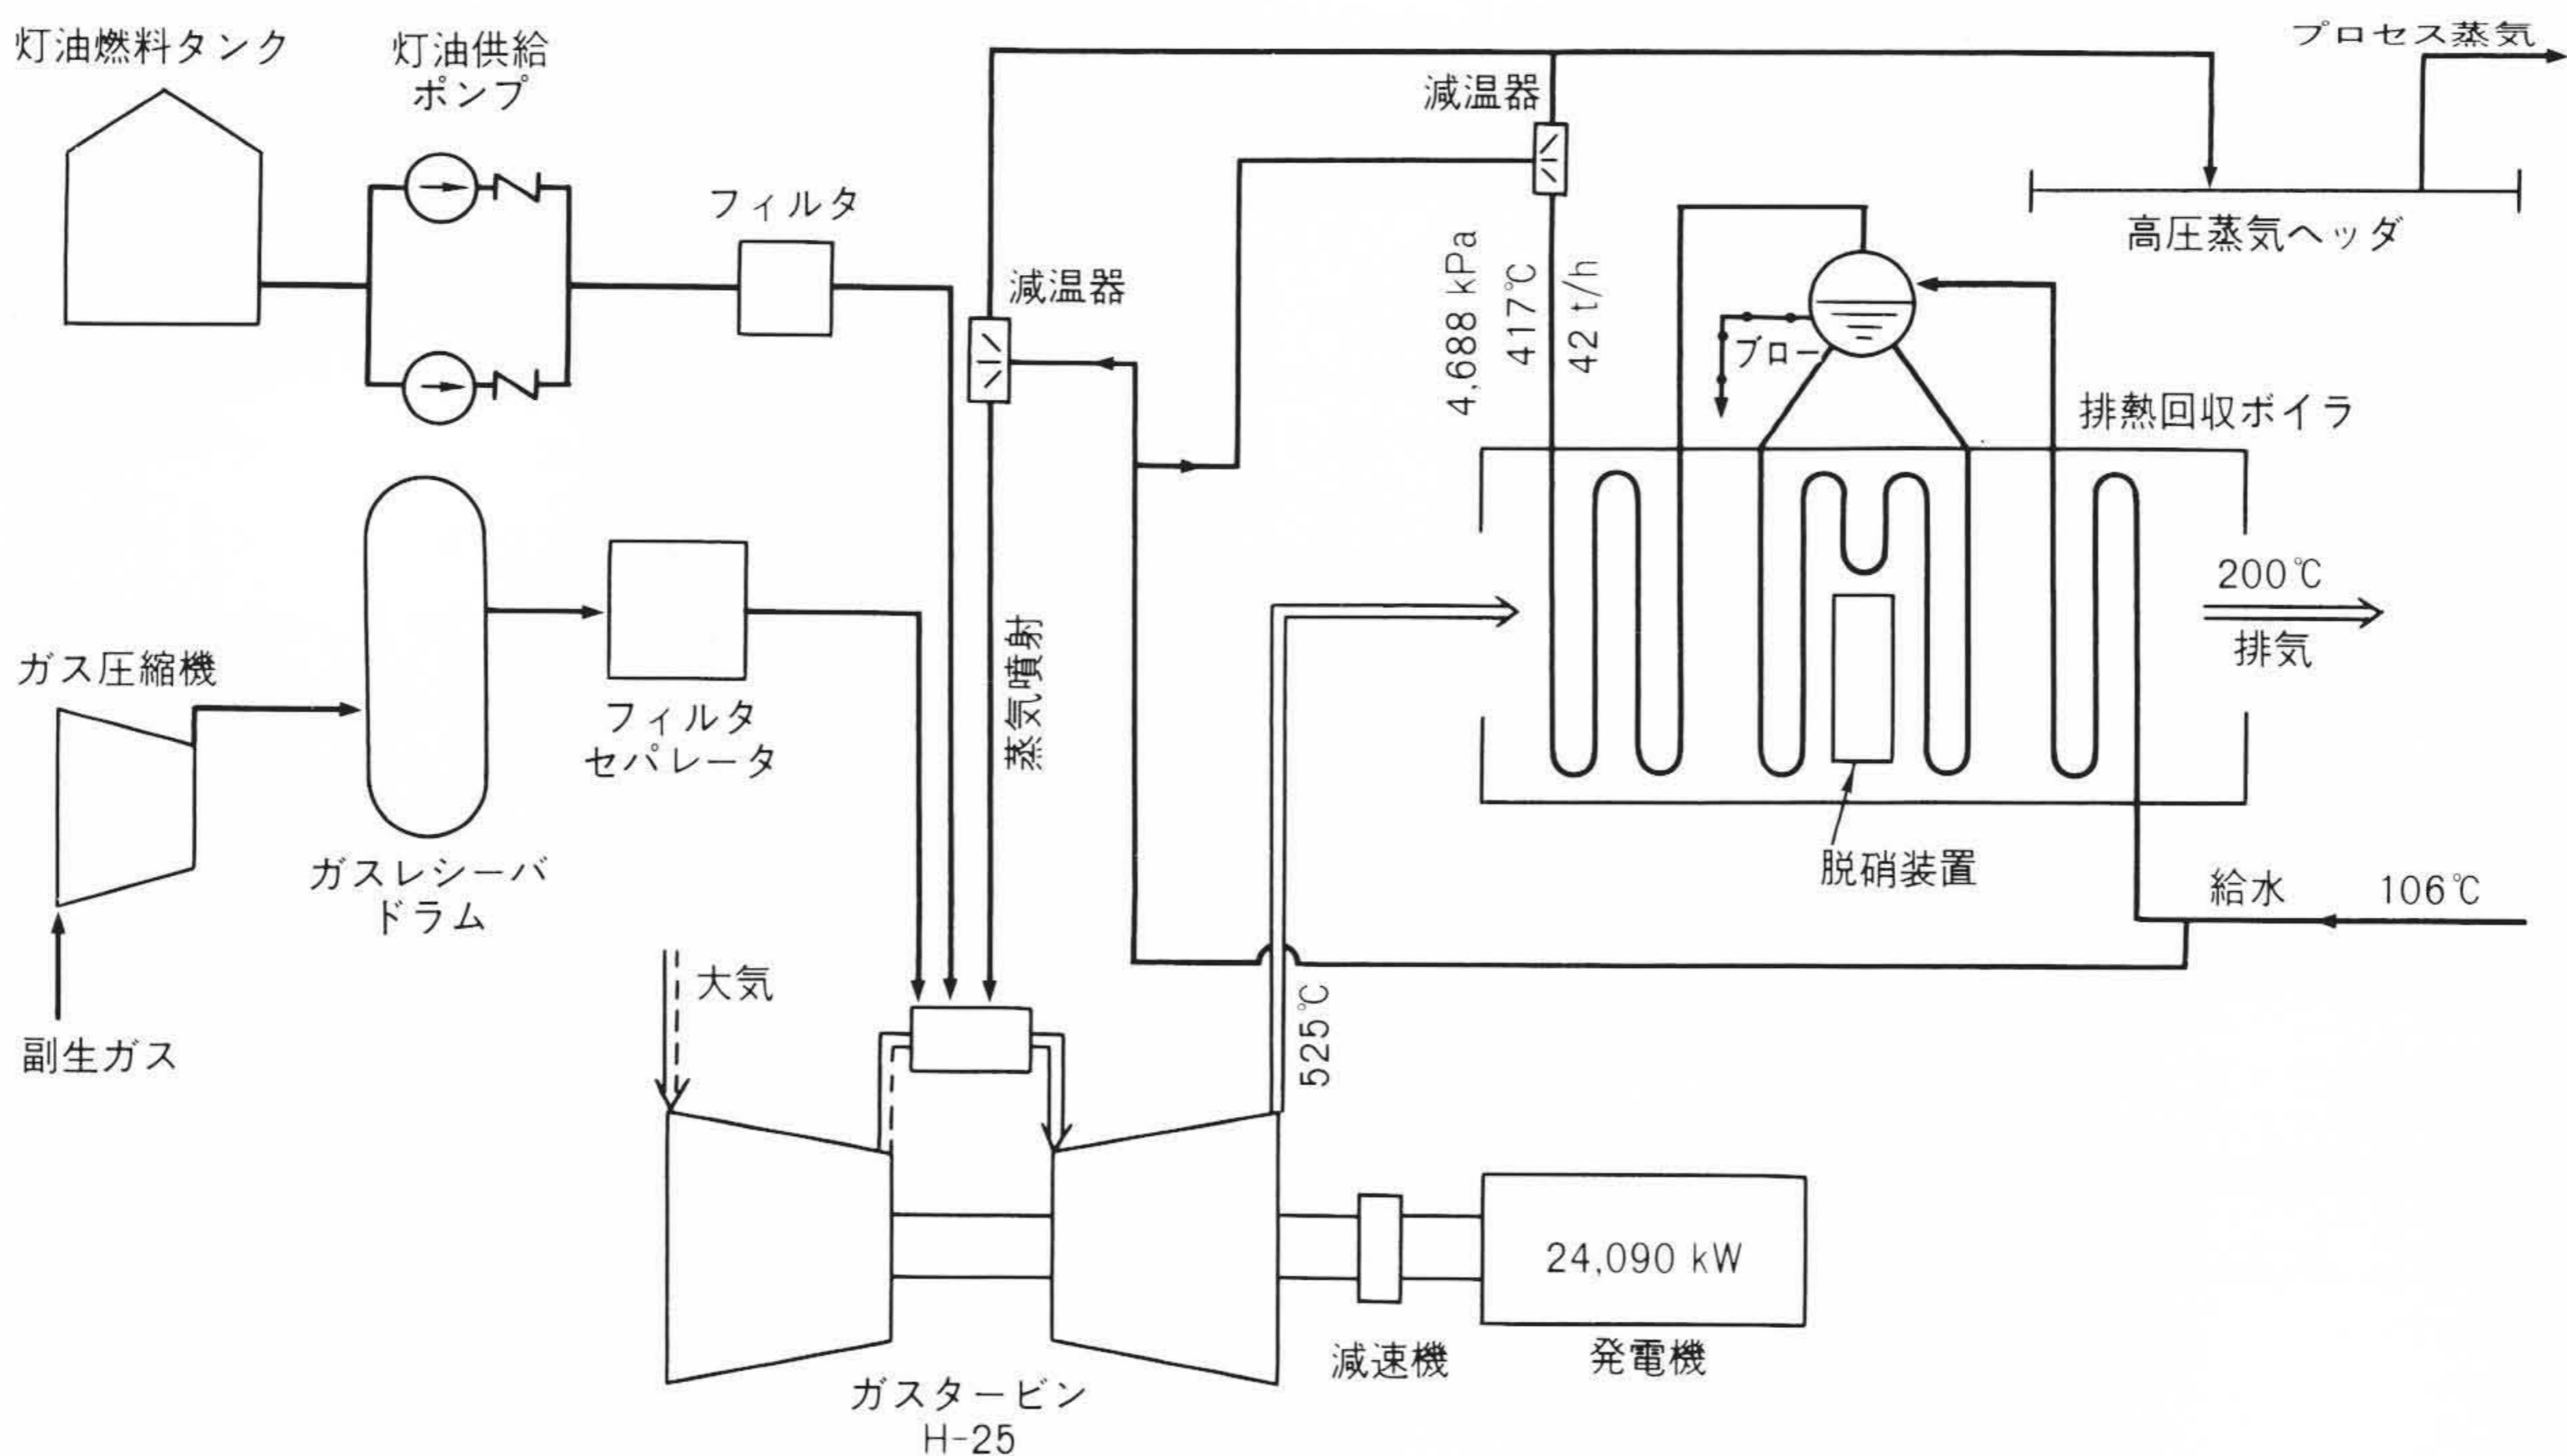 灯油燃料タンク
灯油供給
ポンプ
フィルタ
減温器
減温器
プロセス蒸気
高圧蒸気ヘッダ
4,688 kPa
417℃
42 t/h
ブロー
排熱回収ボイラ
200℃
排気
ガス圧縮機
フィルタ
セパレータ
蒸気噴射
ガスレシーバ
ドラム
脱硝装置
給水
106℃
副生ガス
大気
525℃
24,090 kW
ガスタービン
H-25
減速機
発電機